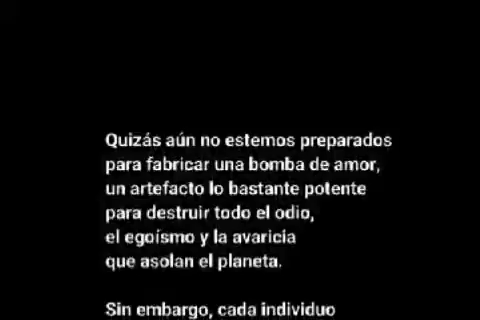 Quizás aún no estemos preparados
para fabricar una bomba de amor,
un artefacto lo bastante potente
para destruir todo el odio,
el egoísmo y la avaricia
que asolan el planeta.
Sin embargo, cada individuo